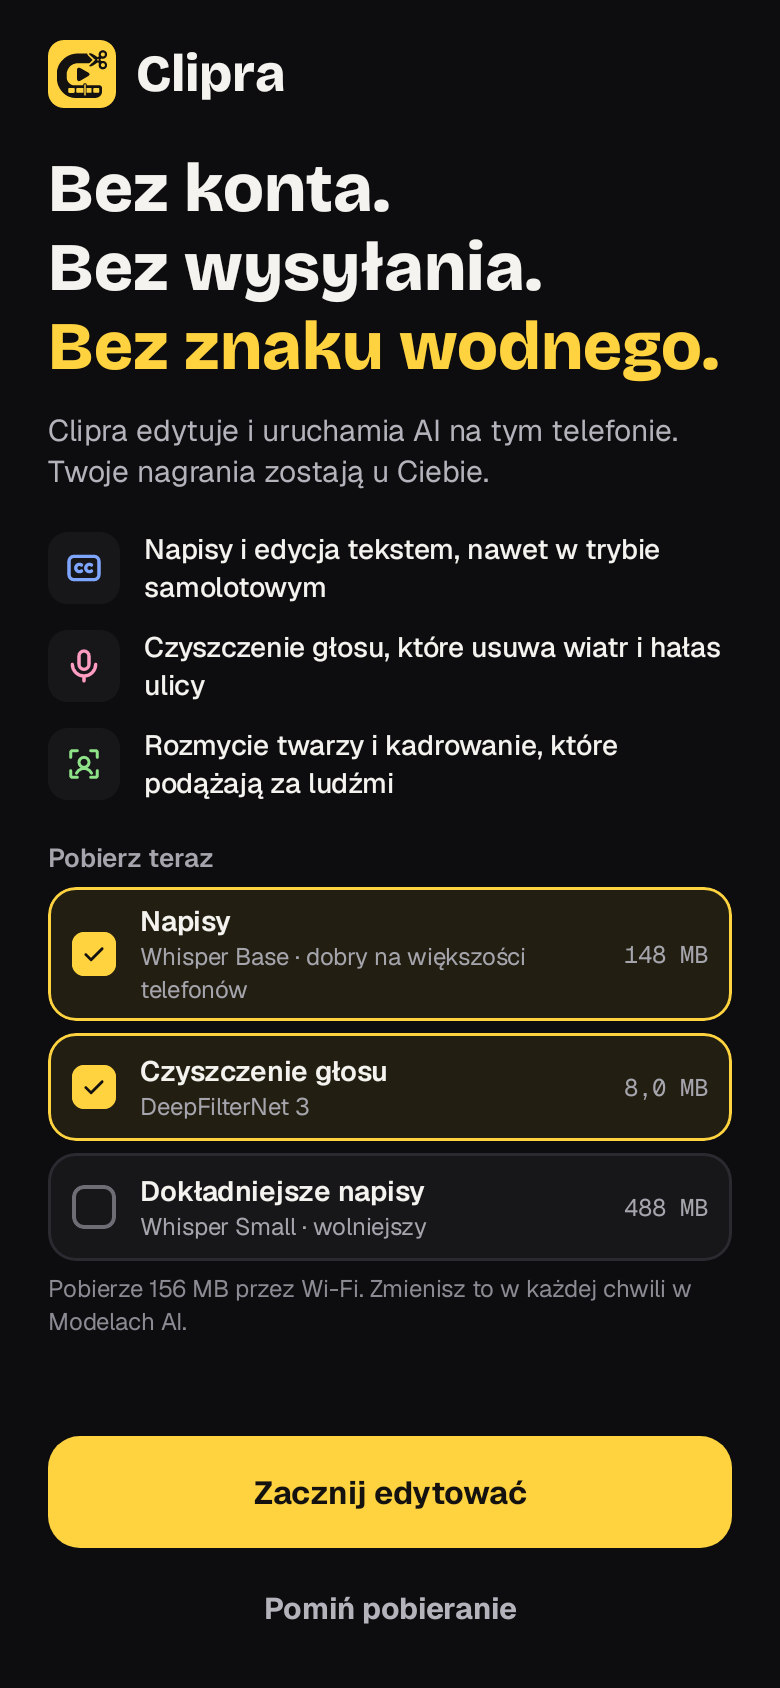 Clipra
Bez konta.
Bez wysyłania.
Bez znaku wodnego.
Clipra edytuje i uruchamia AI na tym telefonie.
Twoje nagrania zostają u Ciebie.
CC
Napisy i edycja tekstem, nawet w trybie
samolotowym
Czyszczenie głosu, które usuwa wiatr i hałas
ulicy
Rozmycie twarzy i kadrowanie, które
podążają za ludźmi
Pobierz teraz
Napisy
Whisper Base · dobry na większości
telefonów
148 MB
Czyszczenie głosu
DeepFilterNet 3
8,0 MB
Dokładniejsze napisy
Whisper Small · wolniejszy
488 MB
Pobierze 156 MB przez Wi-Fi. Zmienisz to w każdej chwili w
Modelach AI.
Zacznij edytować
Pomiń pobieranie